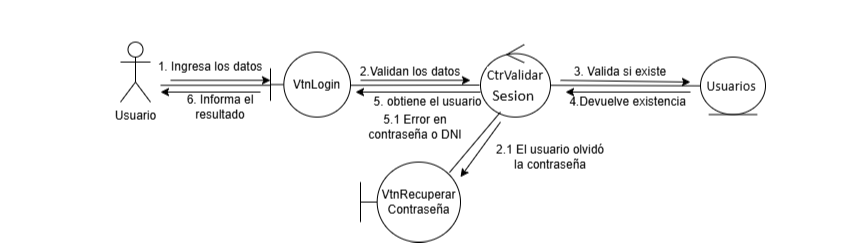 1. Ingresa los datos
6. Informa el
resultado
Usuario
VtnLogin
2.Validan los datos
5. obtiene el usuario
5.1 Error en
contraseña o DNI
CtrValidar
Sesion
3. Valida si existe
4.Devuelve existencia
Usuarios
2.1 El usuario olvidó
la contraseña
VtnRecuperar
Contraseña